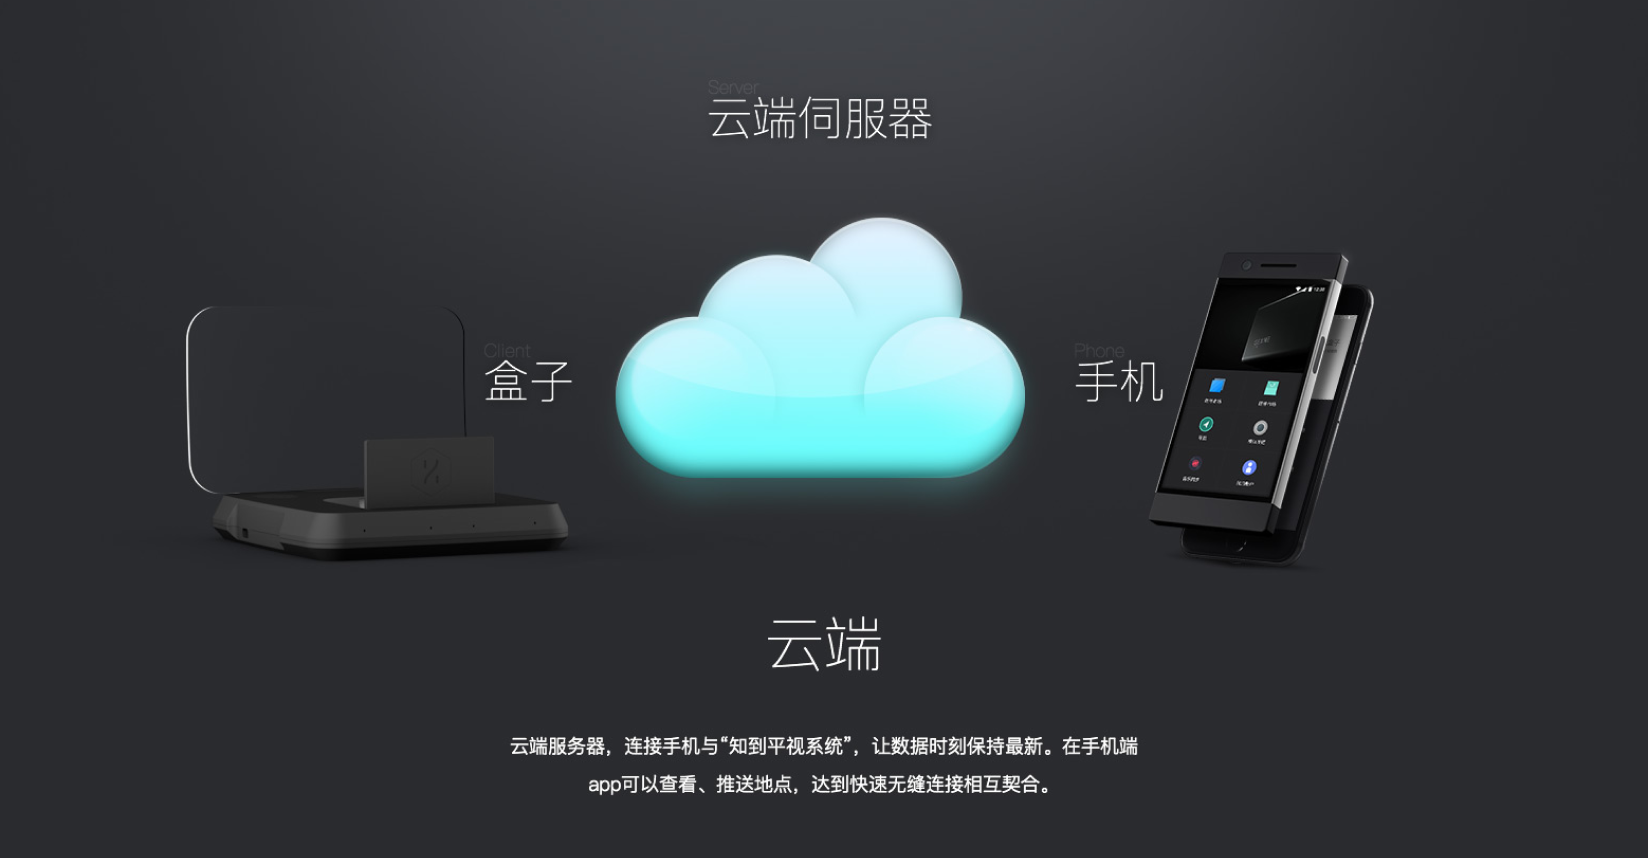 Server
云端伺服器
Client
盒子
Phone
手机
云端
云端服务器，连接手机与“知到平视系统”，让数据时刻保持最新。在手机端
app可以查看、推送地点，达到快速无缝连接相互契合。